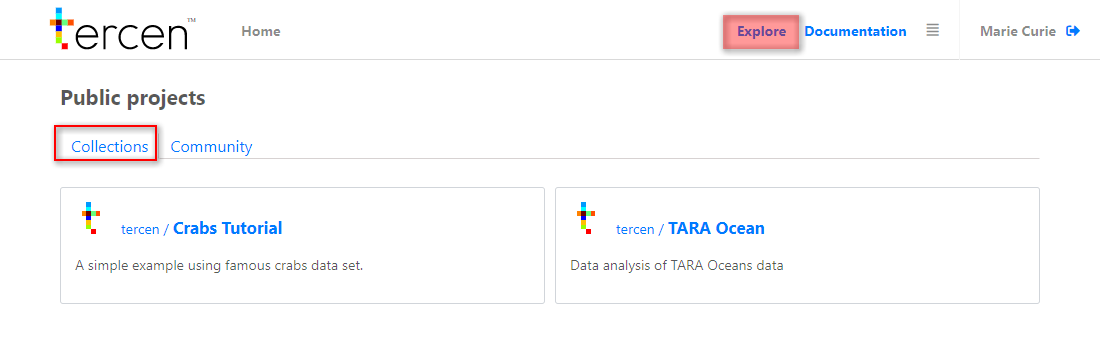 tercen™ Home Explore Documentation Marie Curie
Public projects
Collections Community
tercen / Crabs Tutorial
A simple example using famous crabs data set.
tercen / TARA Ocean
Data analysis of TARA Oceans data